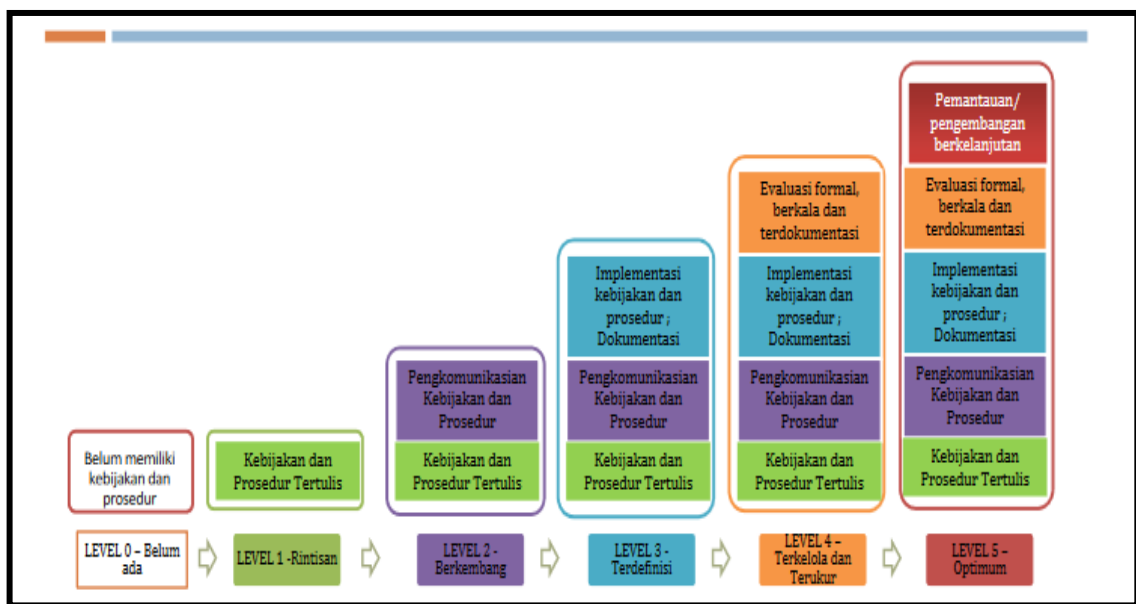 Belum memiliki
kebijakan dan
prosedur
LEVEL 0 – Belum
ada
Kebijakan dan
Prosedur Tertulis
LEVEL 1 -Rintisan
Pengkomunikasian
Kebijakan dan
Prosedur
Kebijakan dan
Prosedur Tertulis
LEVEL 2 -
Berkembang
Implementasi
kebijakan dan
prosedur ;
Dokumentasi
Pengkomunikasian
Kebijakan dan
Prosedur
Kebijakan dan
Prosedur Tertulis
LEVEL 3 -
Terdefinisi
Evaluasi formal,
berkala dan
terdokumentasi
Implementasi
kebijakan dan
prosedur ;
Dokumentasi
Pengkomunikasian
Kebijakan dan
Prosedur
Kebijakan dan
Prosedur Tertulis
LEVEL 4 –
Terkelola dan
Terukur
Pemantauan/
pengembangan
berkelanjutan
Evaluasi formal,
berkala dan
terdokumentasi
Implementasi
kebijakan dan
prosedur ;
Dokumentasi
Pengkomunikasian
Kebijakan dan
Prosedur
Kebijakan dan
Prosedur Tertulis
LEVEL 5 –
Optimum